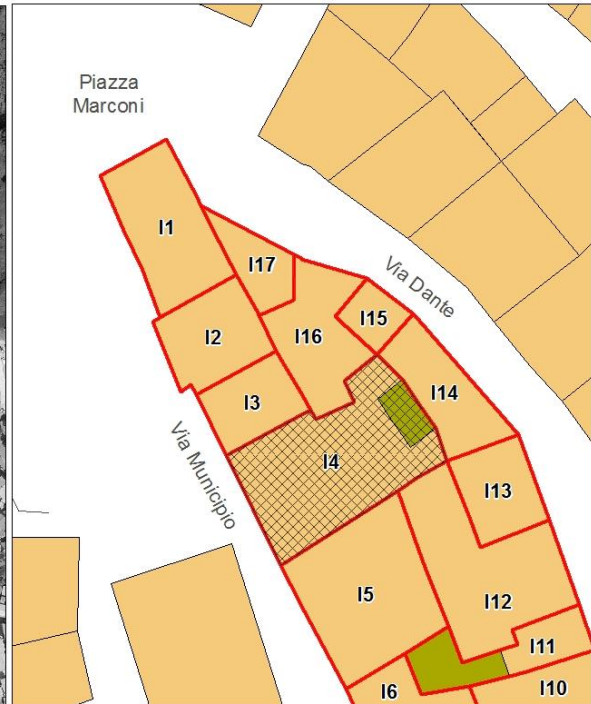 Piazza
Marconi
I1
I17
Via Dante
I2
I16
I15
I3
I14
Via Municipio
I4
I13
I5
I12
I11
I6
I10